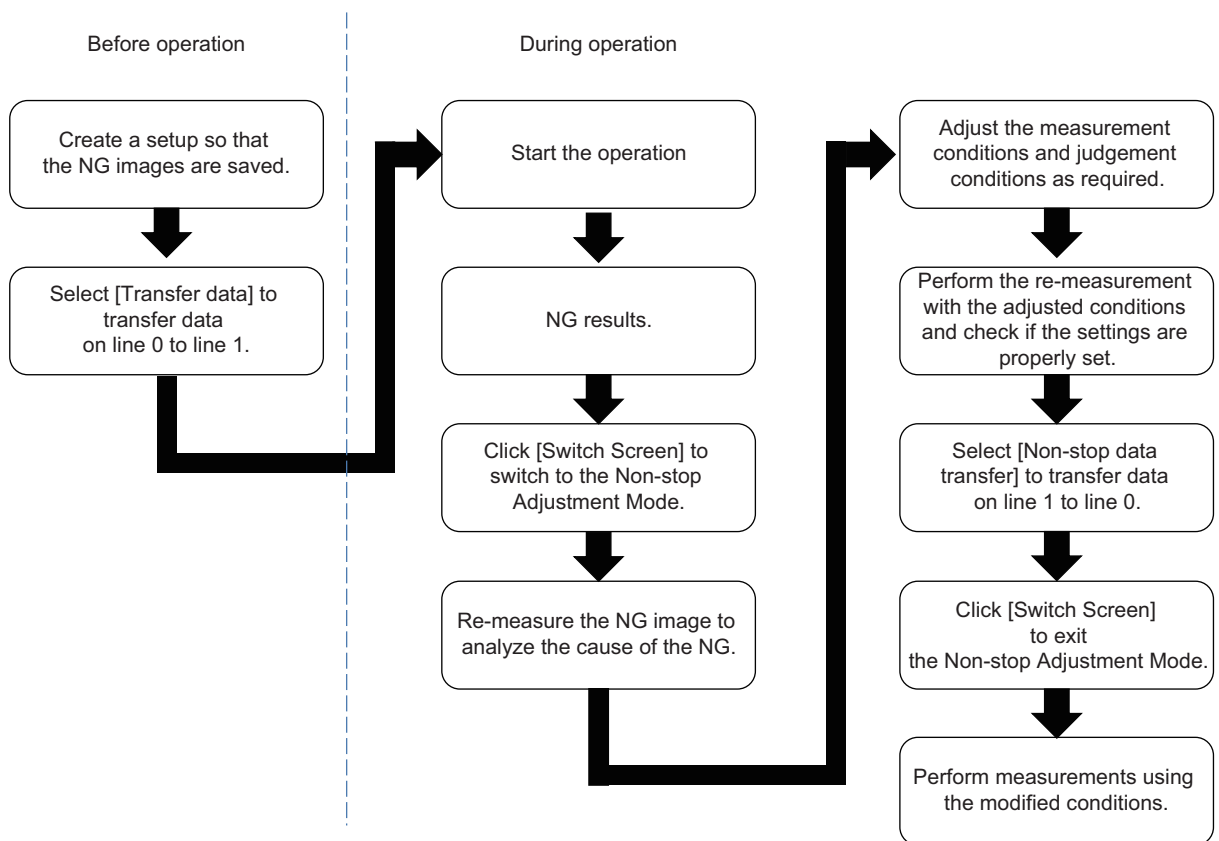 Before operation
Create a setup so that
the NG images are saved.
Select [Transfer data] to
transfer data
on line 0 to line 1.
During operation
Start the operation
NG results.
Click [Switch Screen] to
switch to the Non-stop
Adjustment Mode.
Re-measure the NG image to
analyze the cause of the NG.
Adjust the measurement
conditions and judgement
conditions as required.
Perform the re-measurement
with the adjusted conditions
and check if the settings are
properly set.
Select [Non-stop data
transfer] to transfer data
on line 1 to line 0.
Click [Switch Screen]
to exit
the Non-stop Adjustment Mode.
Perform measurements using
the modified conditions.